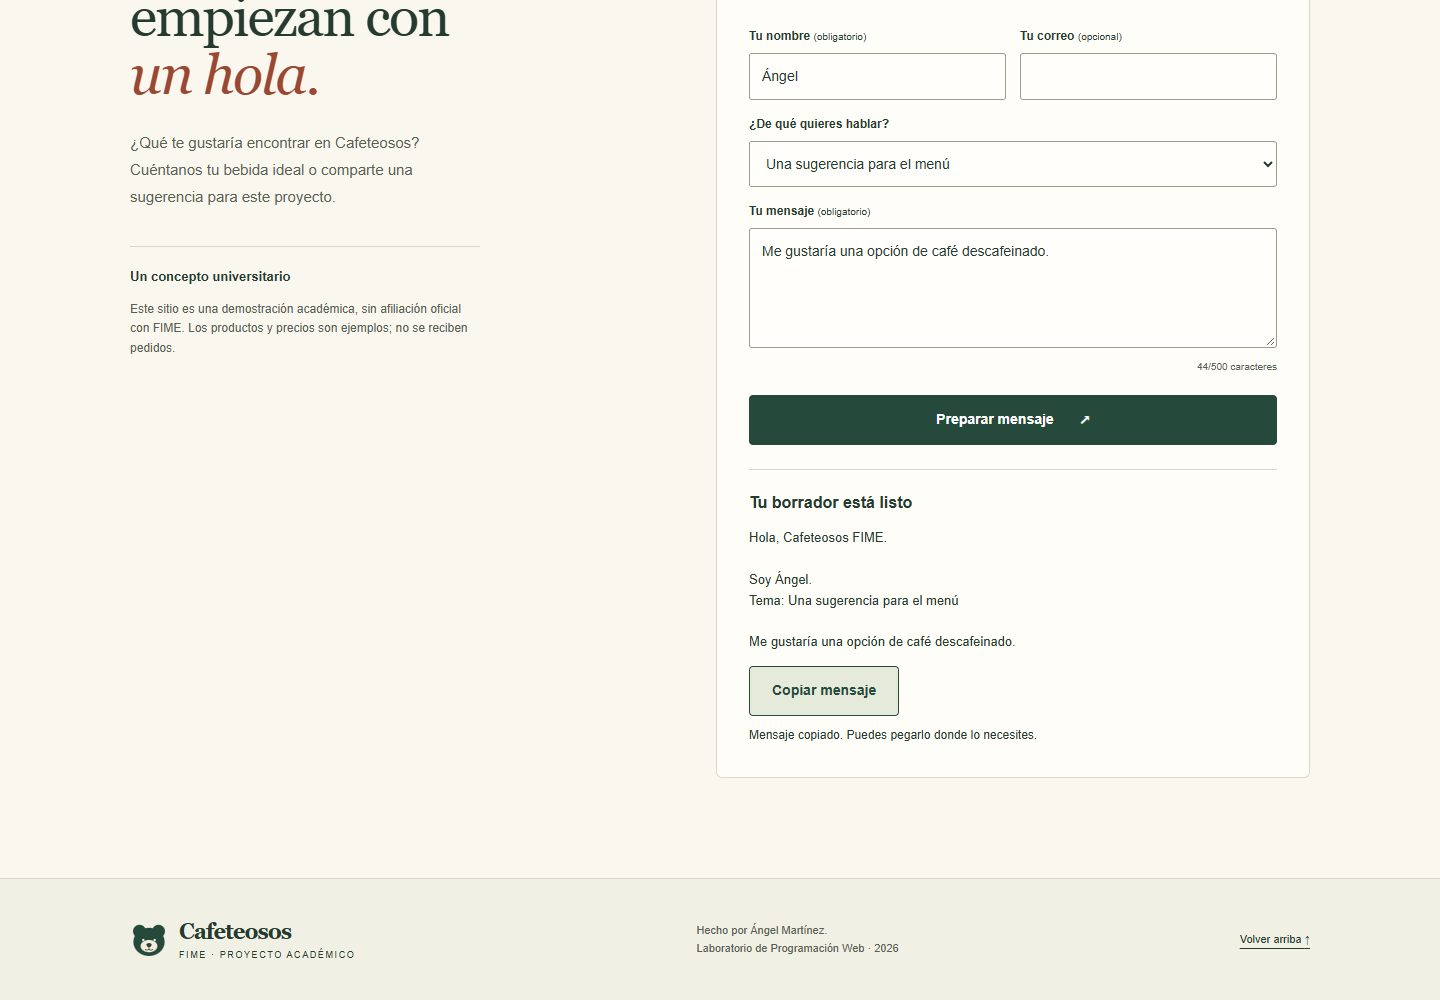 empiezan con
un hola.
¿Qué te gustaría encontrar en Cafeteosos?
Cuéntanos tu bebida ideal o comparte una
sugerencia para este proyecto.
Un concepto universitario
Este sitio es una demostración académica, sin afiliación oficial
con FIME. Los productos y precios son ejemplos; no se reciben
pedidos.
Tu nombre (obligatorio)
Ángel
Tu correo (opcional)
¿De qué quieres hablar?
Una sugerencia para el menú
Tu mensaje (obligatorio)
Me gustaría una opción de café descafeinado.
44/500 caracteres
Preparar mensaje ↗
Tu borrador está listo
Hola, Cafeteosos FIME.
Soy Ángel.
Tema: Una sugerencia para el menú
Me gustaría una opción de café descafeinado.
Copiar mensaje
Mensaje copiado. Puedes pegarlo donde lo necesites.
Cafeteosos
FIME · PROYECTO ACADÉMICO
Hecho por Ángel Martínez.
Laboratorio de Programación Web · 2026
Volver arriba ↑